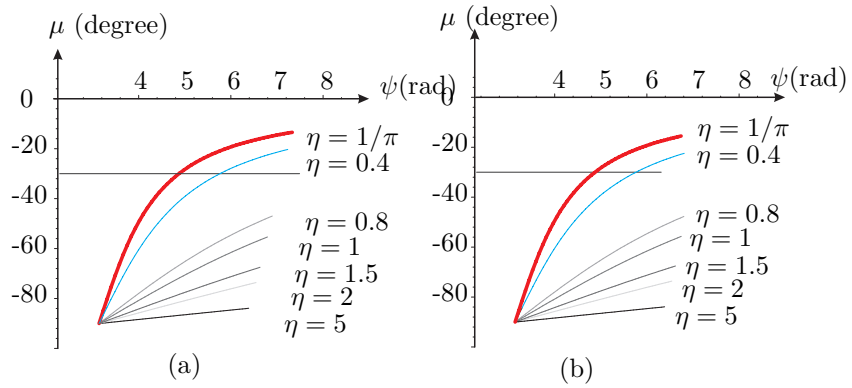 μ (degree)
4 5 6 7 8 ψ(rad)
0
-20
-40
-60
-80
η = 1/π
η = 0.4
η = 0.8
η = 1
η = 1.5
η = 2
η = 5
(a)
μ (degree)
4 5 6 7 8 ψ(rad)
0
-20
-40
-60
-80
η = 1/π
η = 0.4
η = 0.8
η = 1
η = 1.5
η = 2
η = 5
(b)